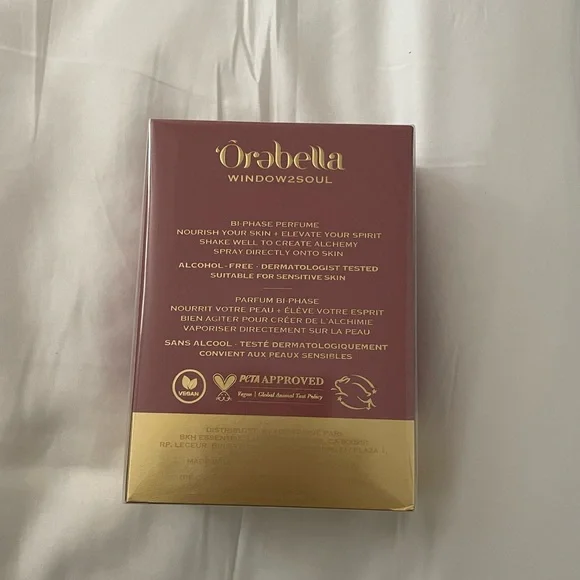 'Ôrəbella
WINDOW2SOUL
BI-PHASE PERFUME
NOURISH YOUR SKIN + ELEVATE YOUR SPIRIT
SHAKE WELL TO CREATE ALCHEMY
SPRAY DIRECTLY ONTO SKIN
ALCOHOL-FREE · DERMATOLOGIST TESTED
SUITABLE FOR SENSITIVE SKIN
PARFUM BI-PHASE
NOURRIT VOTRE PEAU + ÉLÈVE VOTRE ESPRIT
BIEN AGITER POUR CRÉER DE L'ALCHIMIE
VAPORISER DIRECTEMENT SUR LA PEAU
SANS ALCOOL · TESTÉ DERMATOLOGIQUEMENT
CONVIENT AUX PEAUX SENSIBLES
VEGAN
PETA APPROVED
Vegan | Global Animal Test Policy